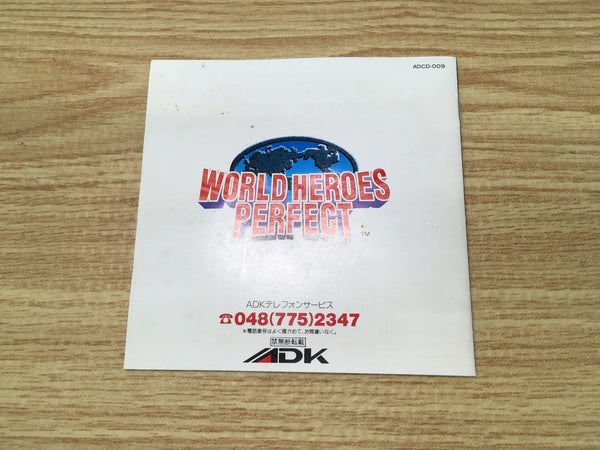 ADCD-009
WORLD HEROES
PERFECT
TM
ADKテレフォンサービス
☎048(775)2347
※電話番号はよく確かめて、お間違いなく。
禁無断転載
ADK